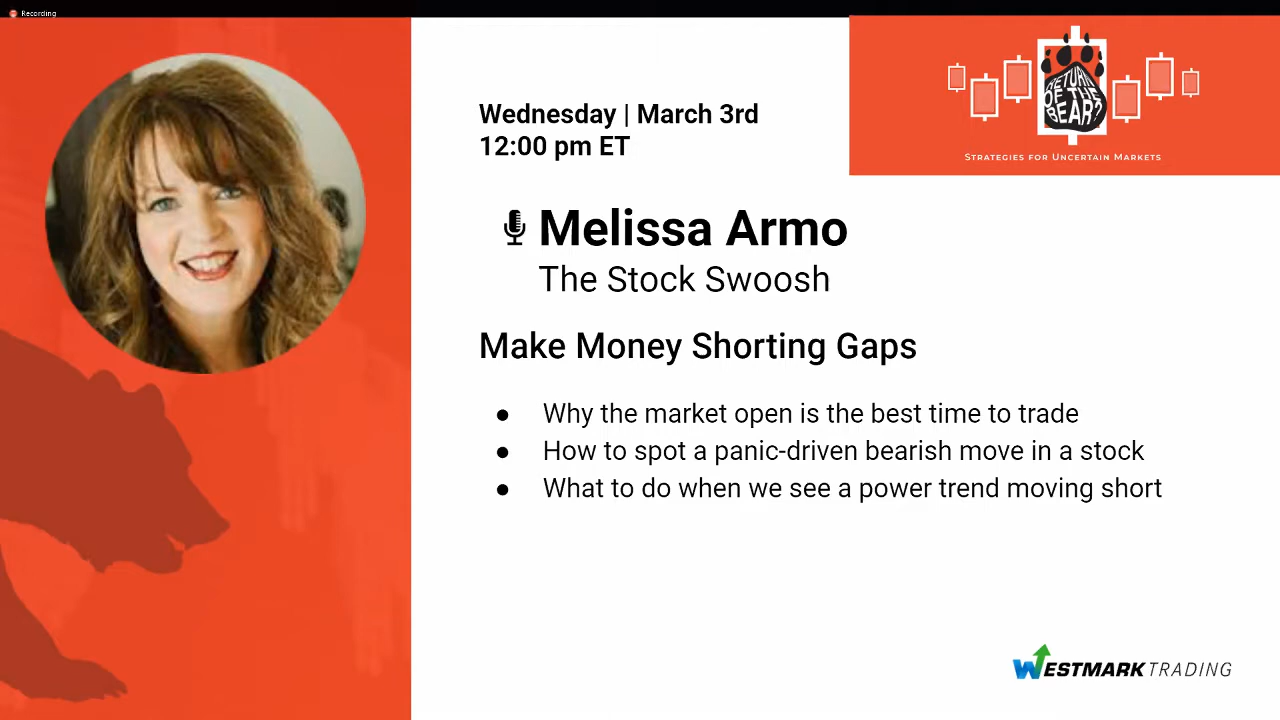 Recording
Wednesday | March 3rd
12:00 pm ET
RETURN
OF THE
BEAR?
STRATEGIES FOR UNCERTAIN MARKETS
Melissa Armo
The Stock Swoosh
Make Money Shorting Gaps
● Why the market open is the best time to trade
● How to spot a panic-driven bearish move in a stock
● What to do when we see a power trend moving short
WESTMARK TRADING